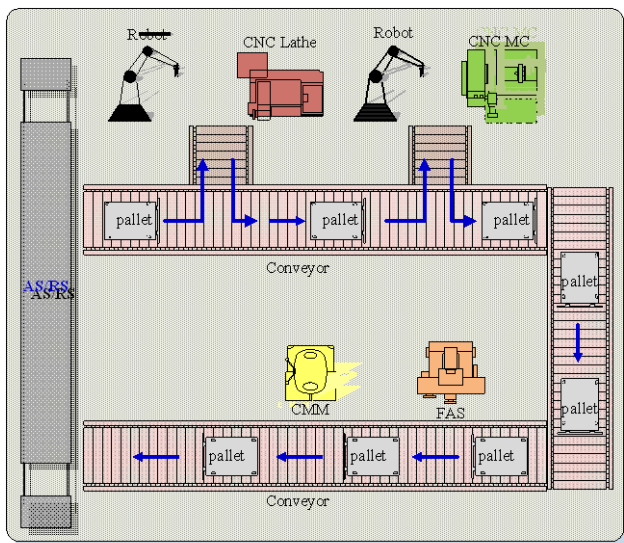 Robot
CNC Lathe
Robot
CNC MC
pallet
pallet
pallet
Conveyor
pallet
AS/RS
AS/RS
pallet
CMM
FAS
pallet
pallet
pallet
Conveyor